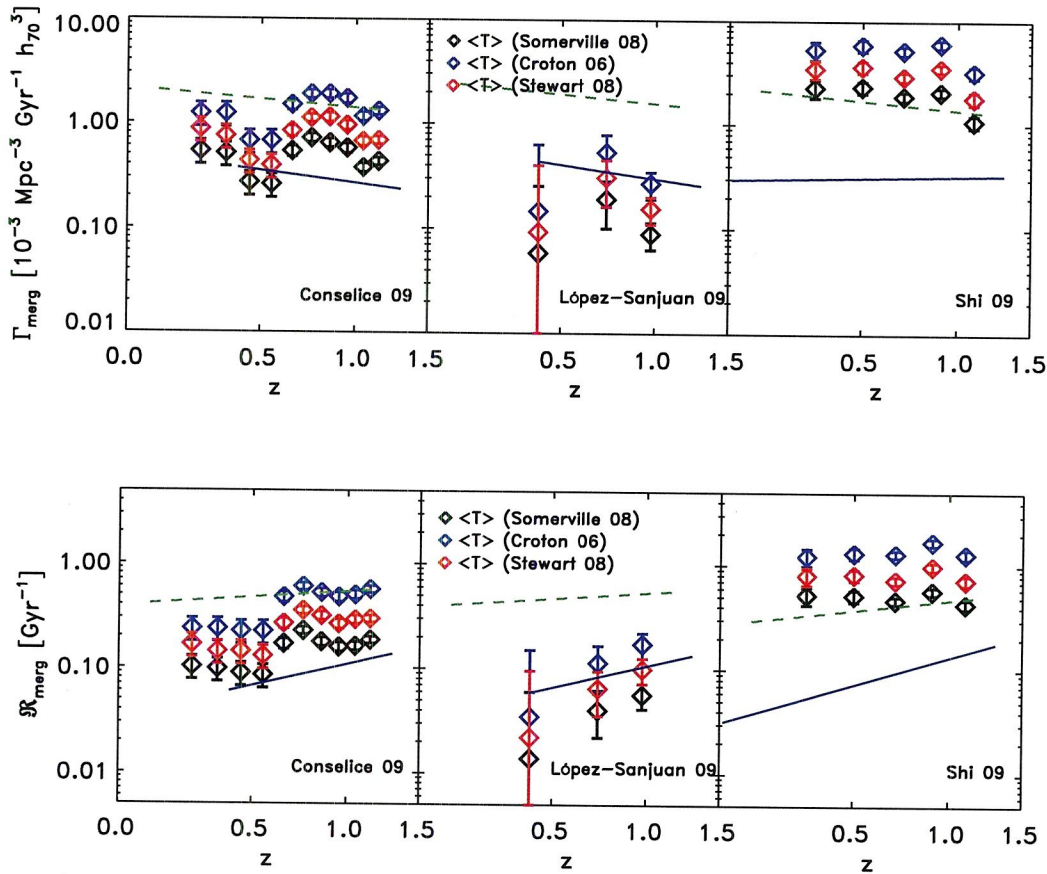 Γmerg [10⁻³ Mpc⁻³ Gyr⁻¹ h₇₀³]
10.00
1.00
0.10
0.01
<T> (Somerville 08)
<T> (Croton 06)
<T> (Stewart 08)
Conselice 09
López-Sanjuan 09
Shi 09
0.0 0.5 1.0 1.5 0.5 1.0 1.5 0.5 1.0 1.5
z z z
ℜmerg [Gyr⁻¹]
1.00
0.10
0.01
<T> (Somerville 08)
<T> (Croton 06)
<T> (Stewart 08)
Conselice 09
López-Sanjuan 09
Shi 09
0.0 0.5 1.0 1.5 0.5 1.0 1.5 0.5 1.0 1.5
z z z